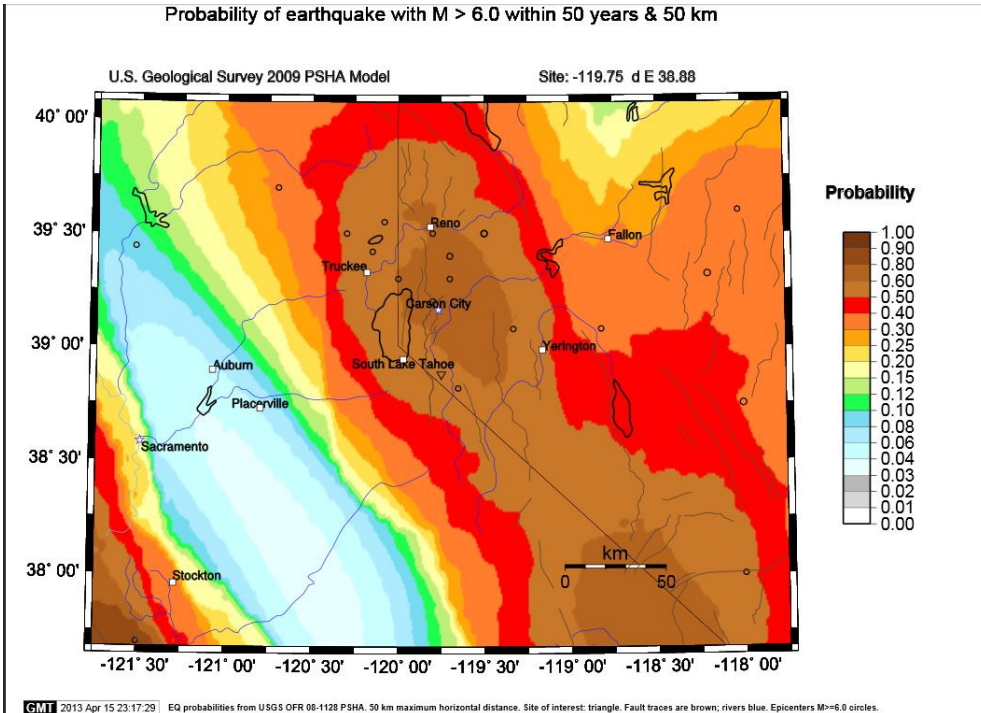 Probability of earthquake with M > 6.0 within 50 years & 50 km
U.S. Geological Survey 2009 PSHA Model Site: -119.75 d E 38.88
40° 00'
39° 30'
39° 00'
38° 30'
38° 00'
Reno
Fallon
Truckee
Carson City
Yerington
South Lake Tahoe
Auburn
Placerville
Sacramento
Stockton
km
0 50
-121° 30' -121° 00' -120° 30' -120° 00' -119° 30' -119° 00' -118° 30' -118° 00'
Probability
1.00
0.90
0.80
0.60
0.50
0.40
0.30
0.25
0.20
0.15
0.12
0.10
0.08
0.06
0.04
0.03
0.02
0.01
0.00
GMT 2013 Apr 15 23:17:29 EQ probabilities from USGS OFR 08-1128 PSHA. 50 km maximum horizontal distance. Site of interest: triangle. Fault traces are brown; rivers blue. Epicenters M>=6.0 circles.